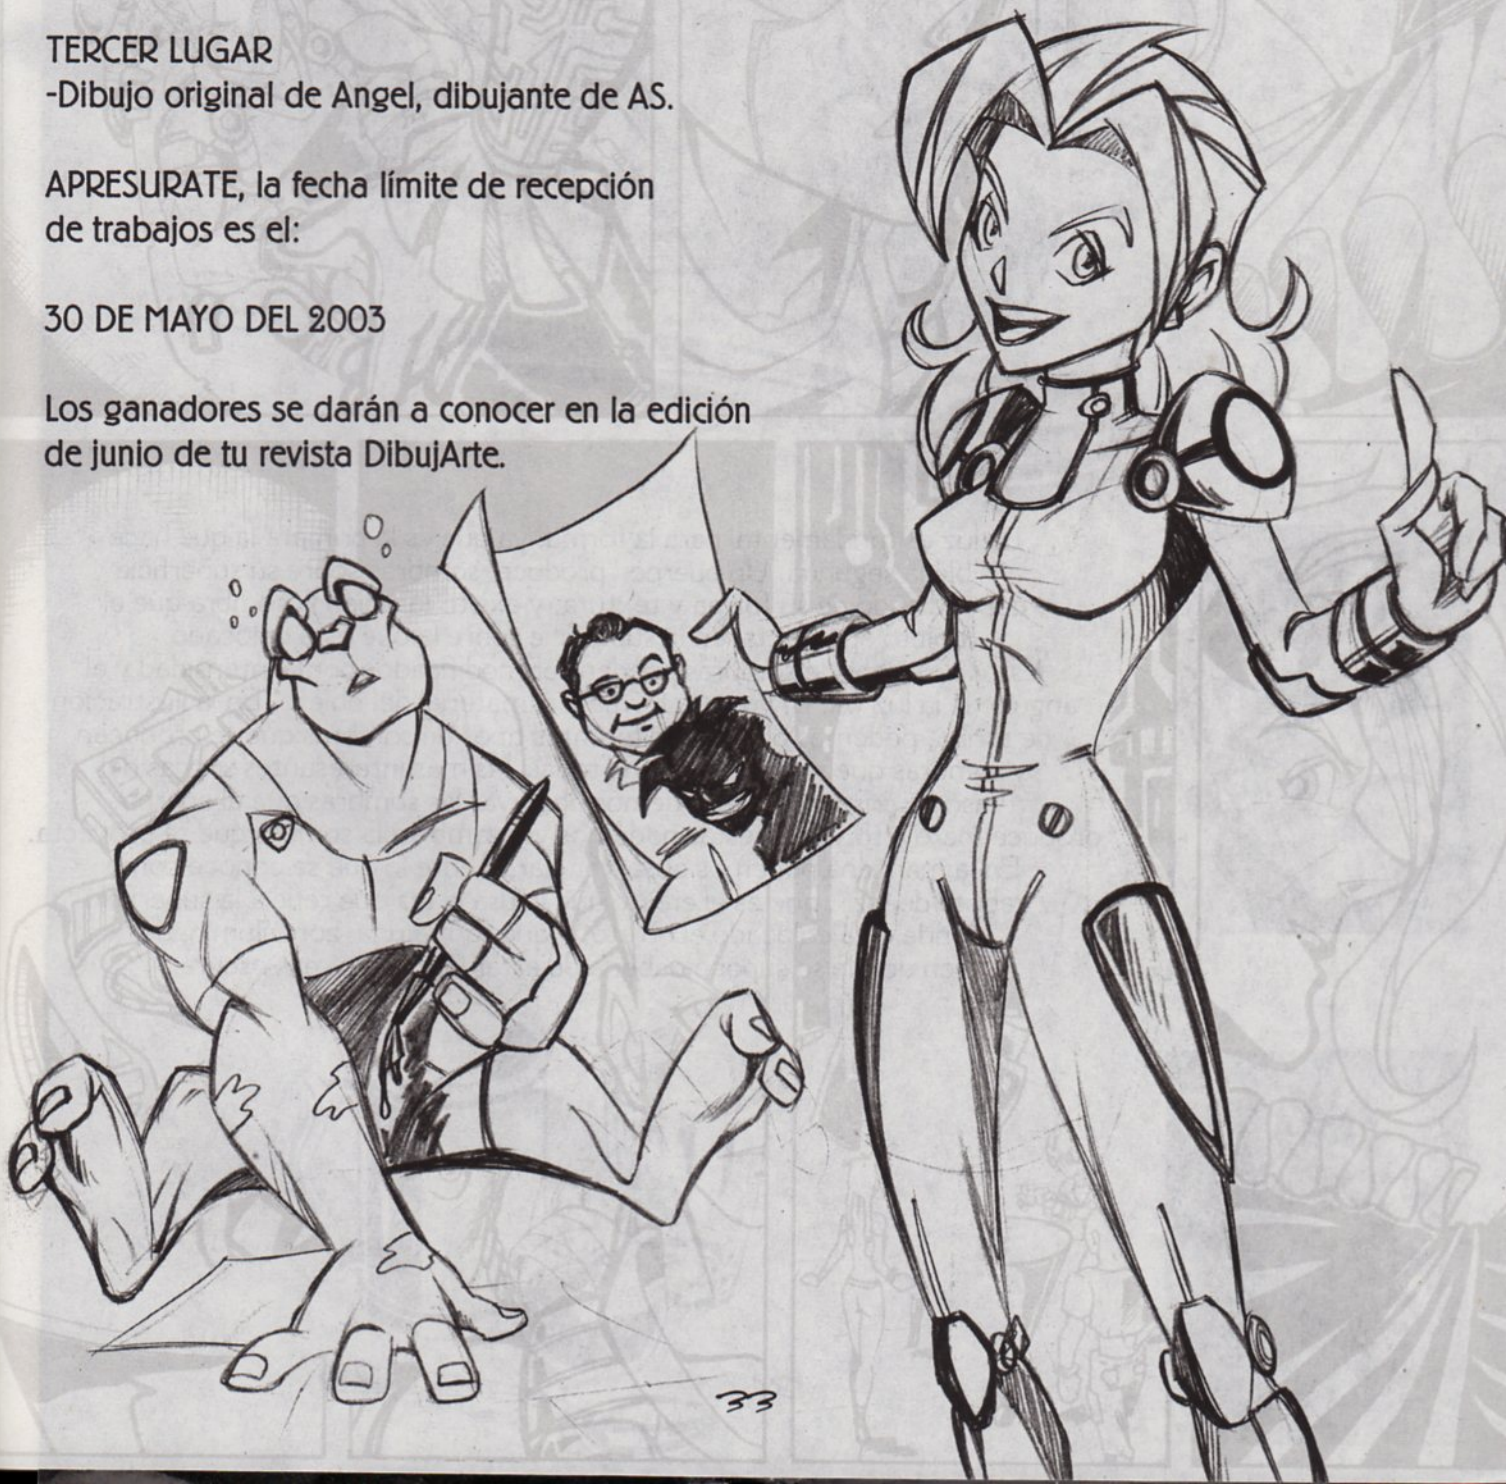 TERCER LUGAR
-Dibujo original de Angel, dibujante de AS.
APRESURATE, la fecha límite de recepción
de trabajos es el:
30 DE MAYO DEL 2003
Los ganadores se darán a conocer en la edición
de junio de tu revista DibujArte.
33